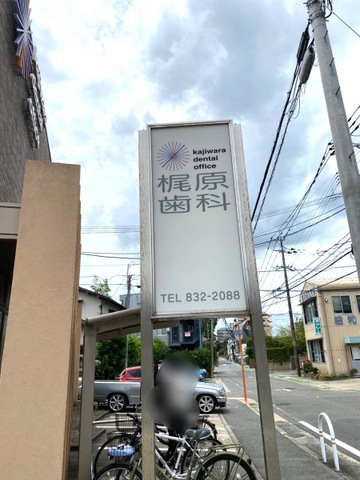 kajiwara
dental
office
梶原
歯科
TEL 832-2088